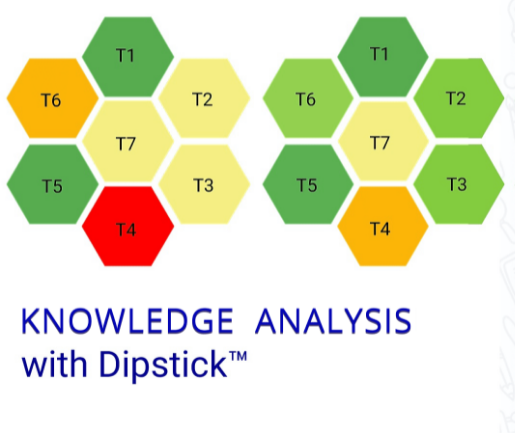 T1
T1
T6
T2
T6
T2
T7
T7
T5
T3
T5
T3
T4
T4
KNOWLEDGE ANALYSIS
with Dipstick™